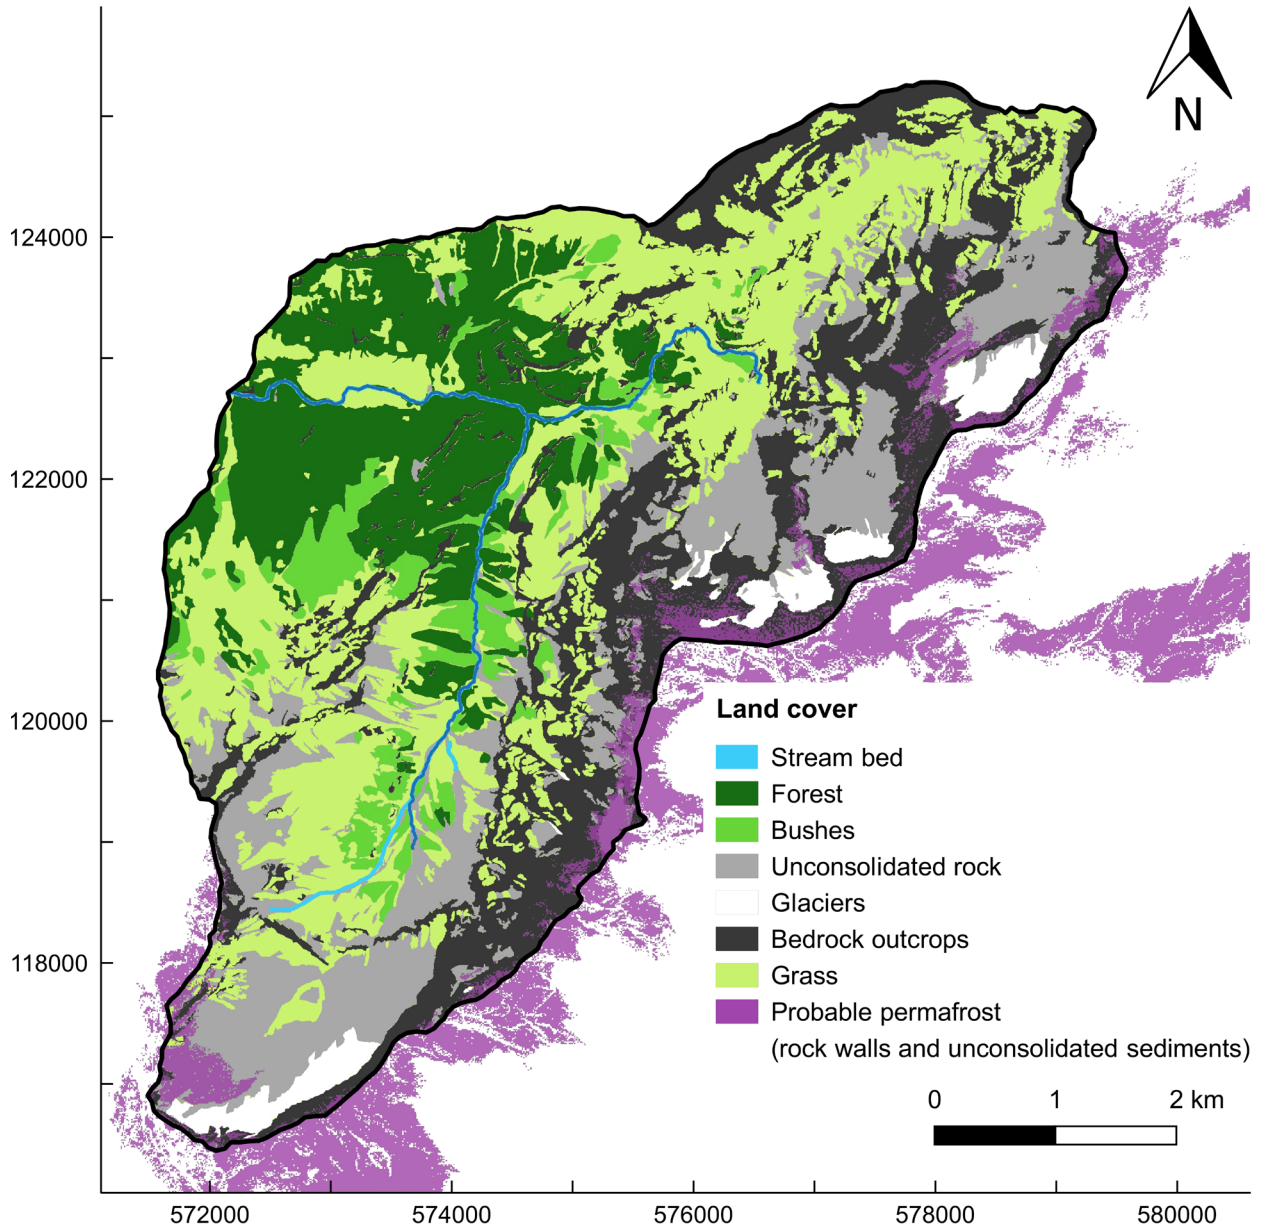 N
124000
122000
120000
118000
Land cover
Stream bed
Forest
Bushes
Unconsolidated rock
Glaciers
Bedrock outcrops
Grass
Probable permafrost
(rock walls and unconsolidated sediments)
0 1 2 km
572000 574000 576000 578000 580000